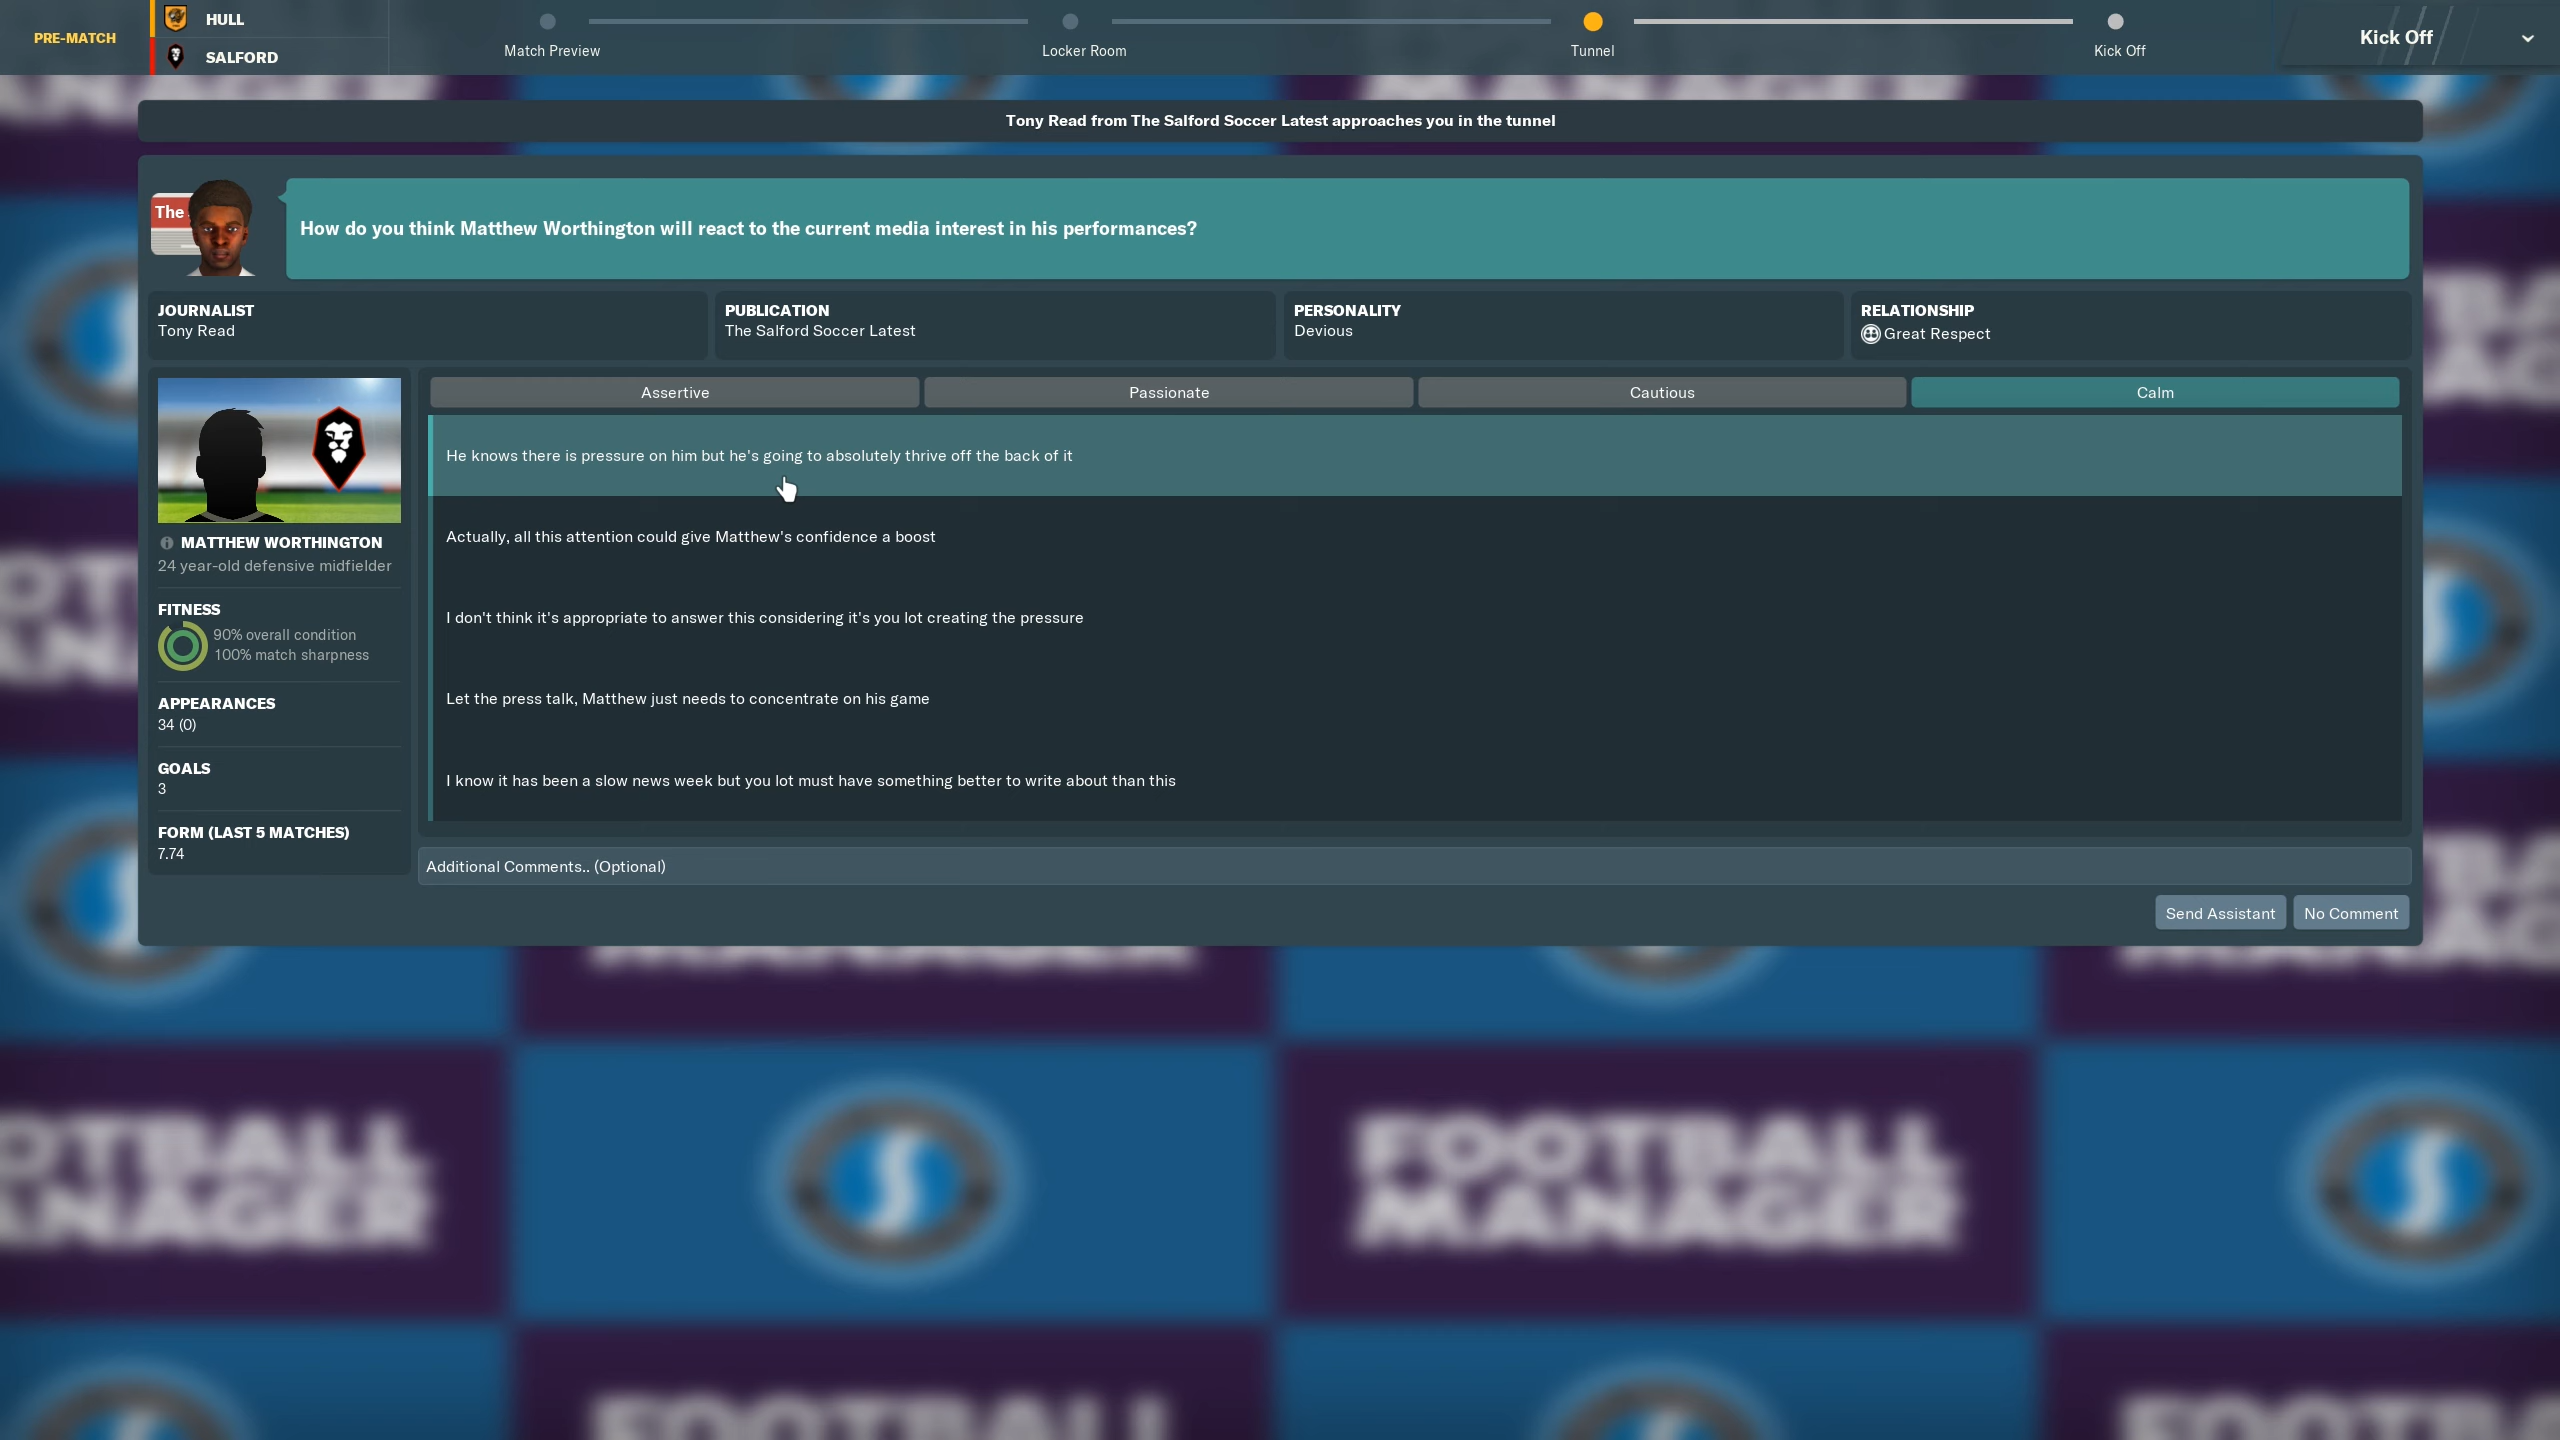 PRE-MATCH
HULL
SALFORD
Match Preview
Locker Room
Tunnel
Kick Off
Kick Off
Tony Read from The Salford Soccer Latest approaches you in the tunnel
The
How do you think Matthew Worthington will react to the current media interest in his performances?
JOURNALIST
Tony Read
PUBLICATION
The Salford Soccer Latest
PERSONALITY
Devious
RELATIONSHIP
Great Respect
Assertive
Passionate
Cautious
Calm
He knows there is pressure on him but he's going to absolutely thrive off the back of it
Actually, all this attention could give Matthew's confidence a boost
I don't think it's appropriate to answer this considering it's you lot creating the pressure
Let the press talk, Matthew just needs to concentrate on his game
I know it has been a slow news week but you lot must have something better to write about than this
MATTHEW WORTHINGTON
24 year-old defensive midfielder
FITNESS
90% overall condition
100% match sharpness
APPEARANCES
34 (0)
GOALS
3
FORM (LAST 5 MATCHES)
7.74
Additional Comments.. (Optional)
Send Assistant
No Comment
FOOTBALL
MANAGER